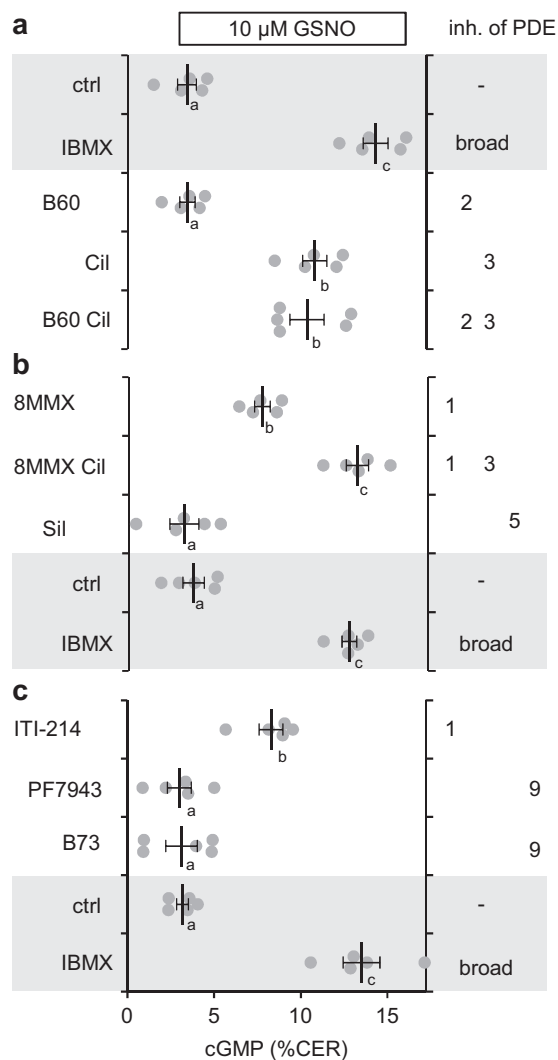 a 10 µM GSNO inh. of PDE
ctrl a -
IBMX c broad
B60 a 2
Cil b 3
B60 Cil b 2 3
b
8MMX b 1
8MMX Cil c 1 3
Sil a 5
ctrl a -
IBMX c broad
c
ITI-214 b 1
PF7943 a 9
B73 a 9
ctrl a -
IBMX c broad
0 5 10 15
cGMP (%CER)